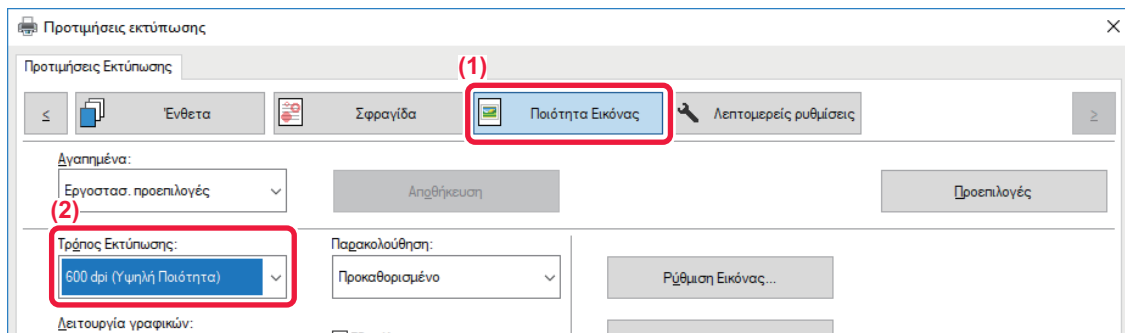 Προτιμήσεις εκτύπωσης
Προτιμήσεις Εκτύπωσης
(1)
< Ένθετα Σφραγίδα Ποιότητα Εικόνας Λεπτομερείς ρυθμίσεις >
Αγαπημένα:
Εργοστασ. προεπιλογές Αποθήκευση Προεπιλογές
(2)
Τρόπος Εκτύπωσης: Παρακολούθηση:
600 dpi (Υψηλή Ποιότητα) Προκαθορισμένο Ρύθμιση Εικόνας...
Λειτουργία γραφικών: